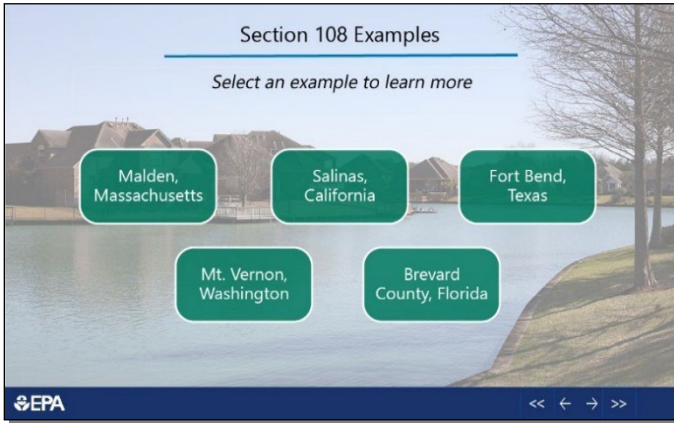 Section 108 Examples
Select an example to learn more
Malden,
Massachusetts
Salinas,
California
Fort Bend,
Texas
Mt. Vernon,
Washington
Brevard
County, Florida
EPA
<< ← → >>